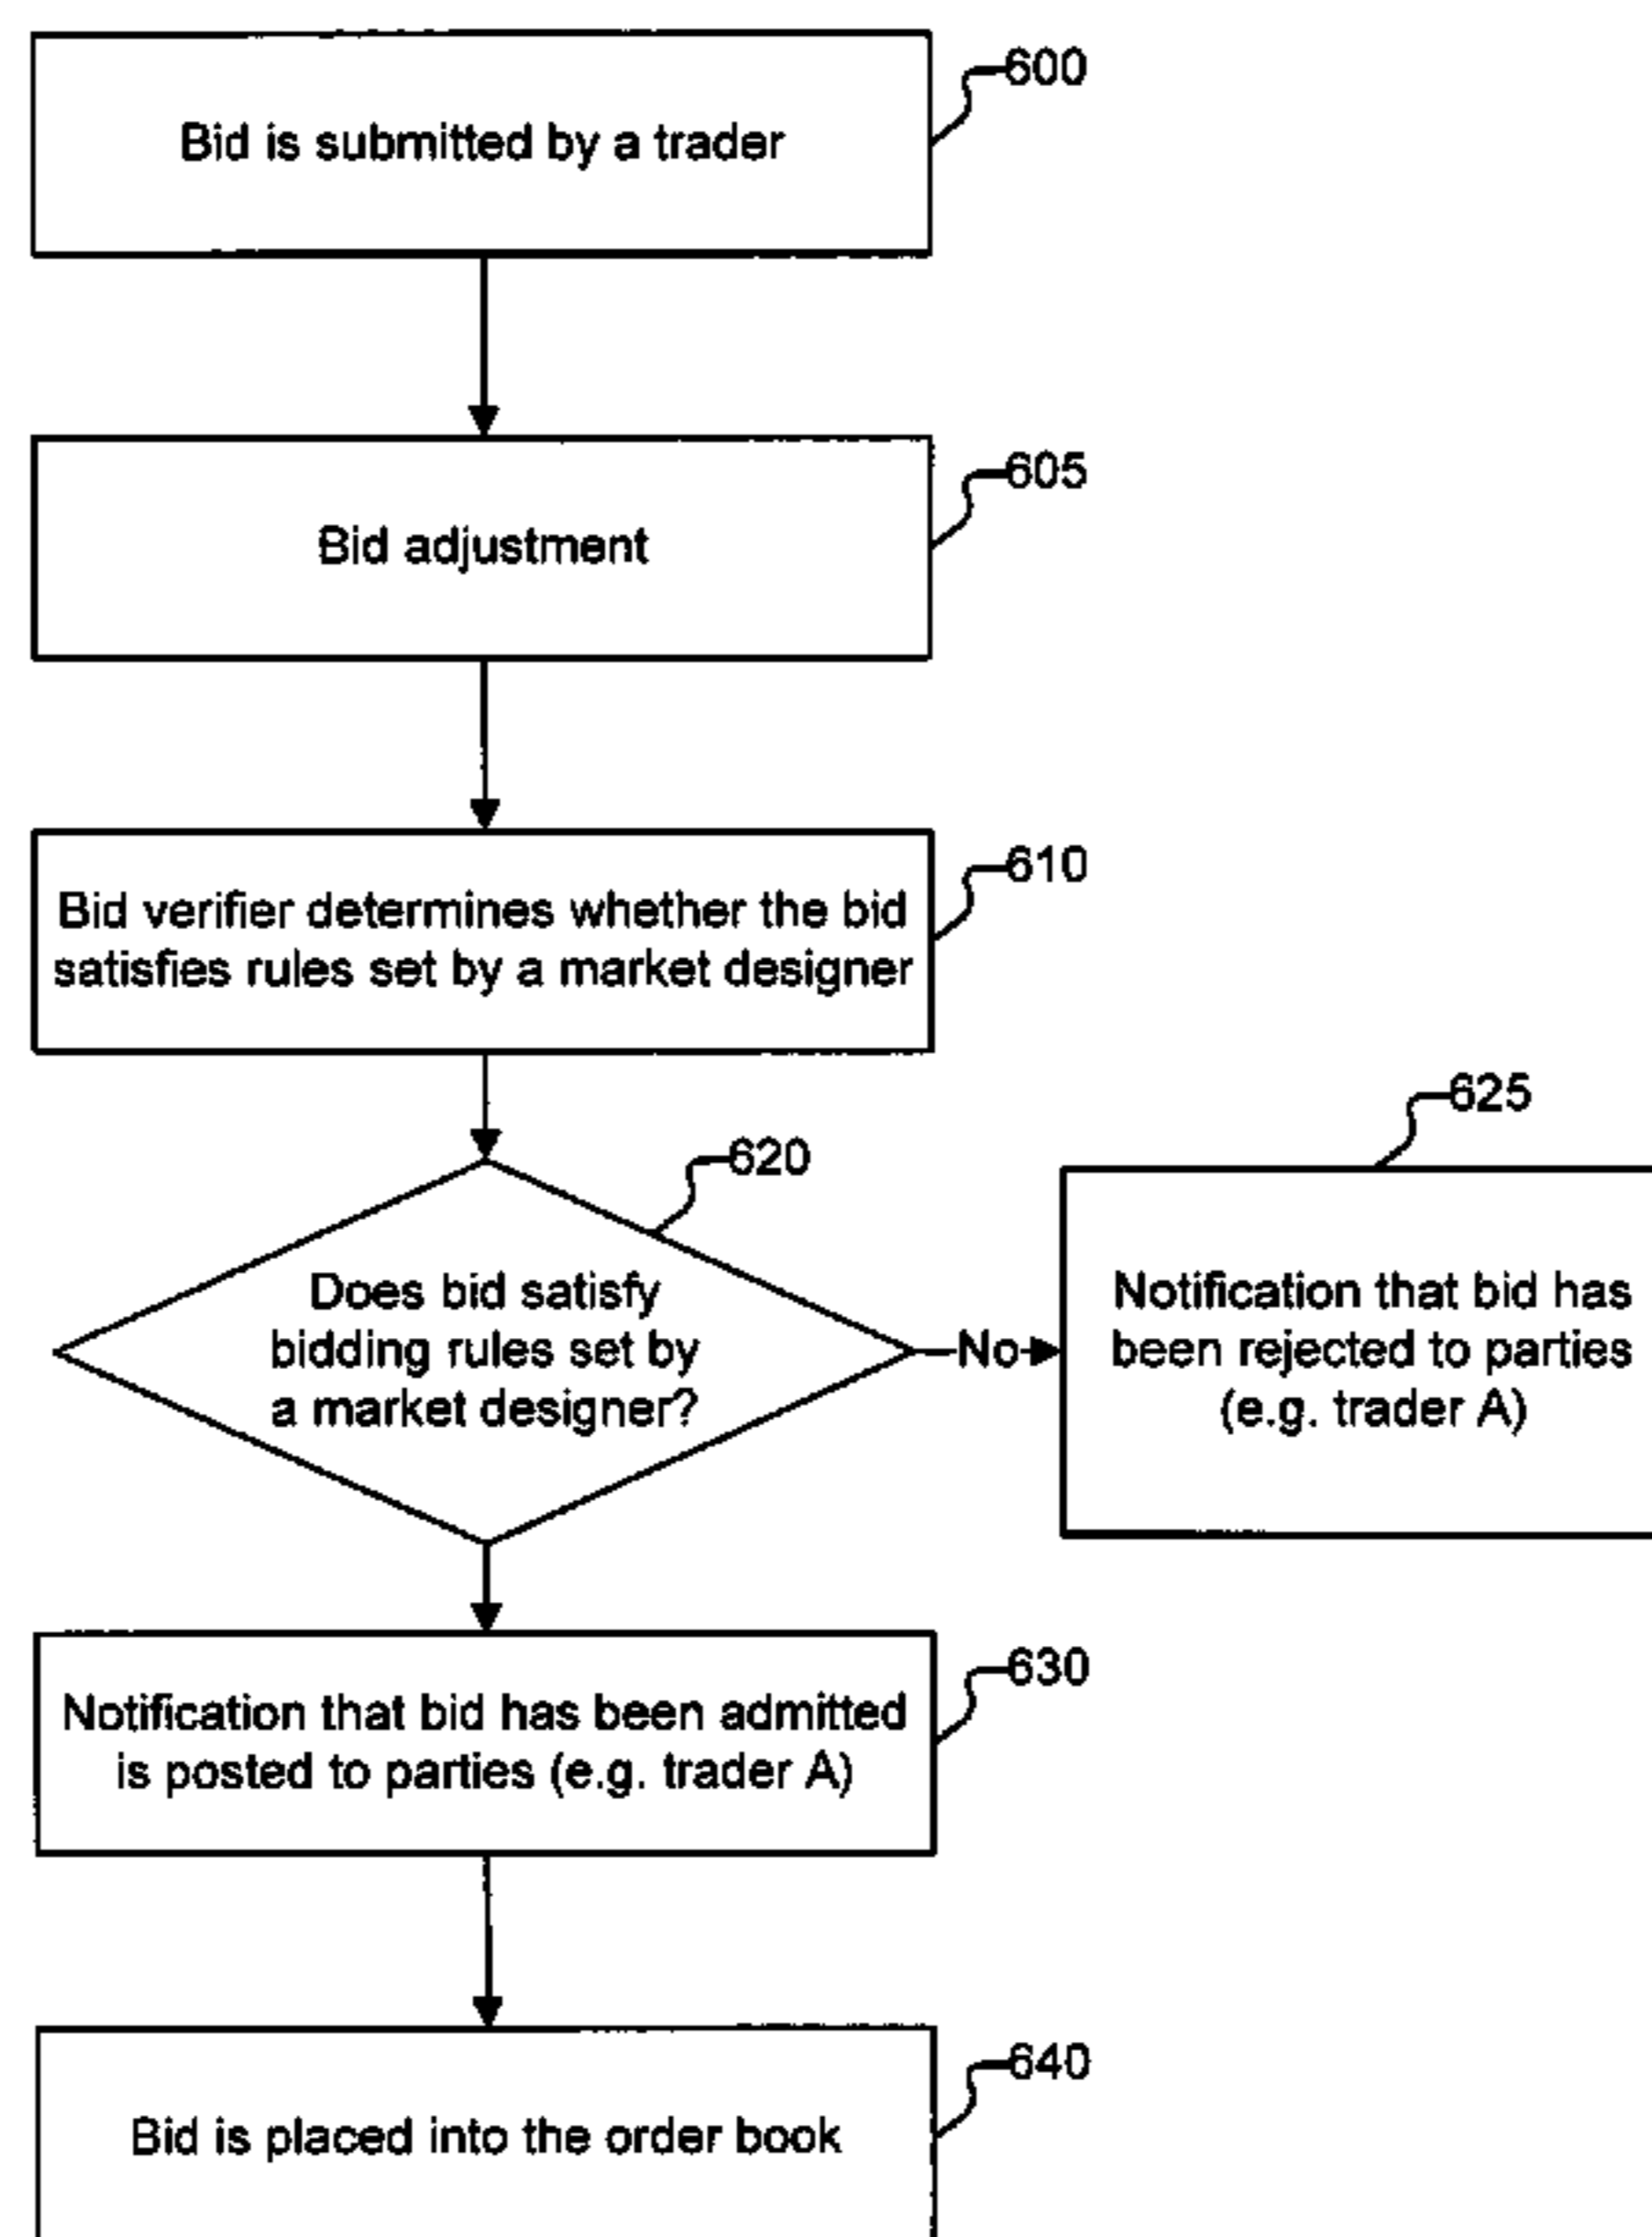 600
Bid is submitted by a trader
605
Bid adjustment
610
Bid verifier determines whether the bid
satisfies rules set by a market designer
620
Does bid satisfy
bidding rules set by
a market designer?
No
625
Notification that bid has
been rejected to parties
(e.g. trader A)
630
Notification that bid has been admitted
is posted to parties (e.g. trader A)
640
Bid is placed into the order book